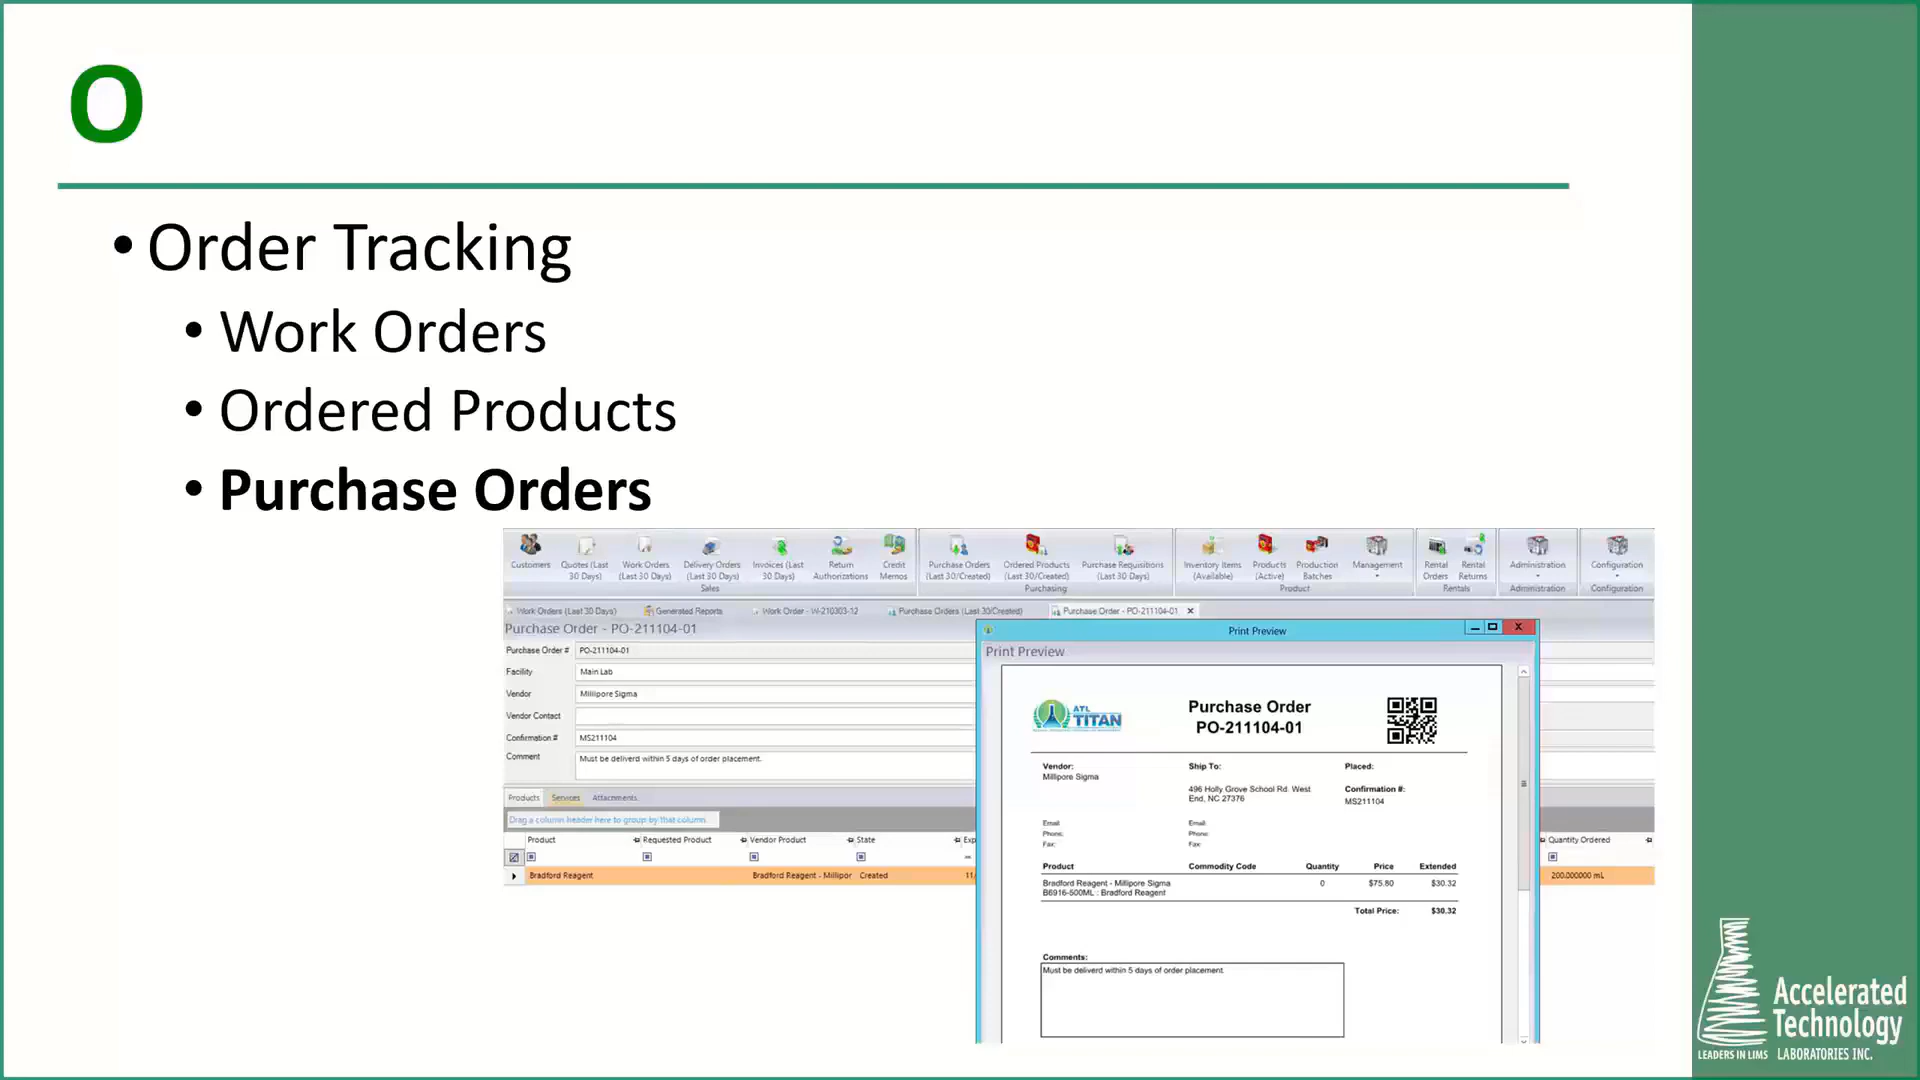 O
• Order Tracking
• Work Orders
• Ordered Products
• Purchase Orders
Customers
Quotes (Last 30 Days)
Work Orders (Last 30 Days)
Delivery Orders (Last 30 Days)
Invoices (Last 30 Days)
Return Authorizations
Credit Memos
Purchase Orders (Last 30/Created)
Ordered Products (Last 30/Created)
Purchase Requisitions (Last 30 Days)
Inventory Items (Available)
Products (Active)
Production Batches
Management
Rental Orders
Rental Returns
Administration
Configuration
Sales
Purchasing
Product
Rentals
Administration
Configuration
Work Orders (Last 30 Days)
Generated Reports
Work Order - W-210303-12
Purchase Orders (Last 30/Created)
Purchase Order - PO-211104-01
Purchase Order - PO-211104-01
Purchase Order # PO-211104-01
Facility Main Lab
Vendor Millipore Sigma
Vendor Contact
Confirmation # MS211104
Comment Must be deliverd within 5 days of order placement.
Products Services Attachments
Drag a column header here to group by that column
Product Requested Product Vendor Product State Exp Quantity Ordered
Bradford Reagent Bradford Reagent - Millipor Created 11/ 200.000000 mL
Print Preview
Print Preview
ATL
TITAN
Purchase Order
PO-211104-01
Vendor: Ship To: Placed:
Millipore Sigma
496 Holly Grove School Rd. West
End, NC 27376
Confirmation #:
MS211104
Email: Email:
Phone: Phone:
Fax: Fax:
Product Commodity Code Quantity Price Extended
Bradford Reagent - Millipore Sigma 0 $75.80 $30.32
B6916-500ML : Bradford Reagent
Total Price: $30.32
Comments:
Must be deliverd within 5 days of order placement.
Accelerated
Technology
LEADERS IN LIMS LABORATORIES INC.